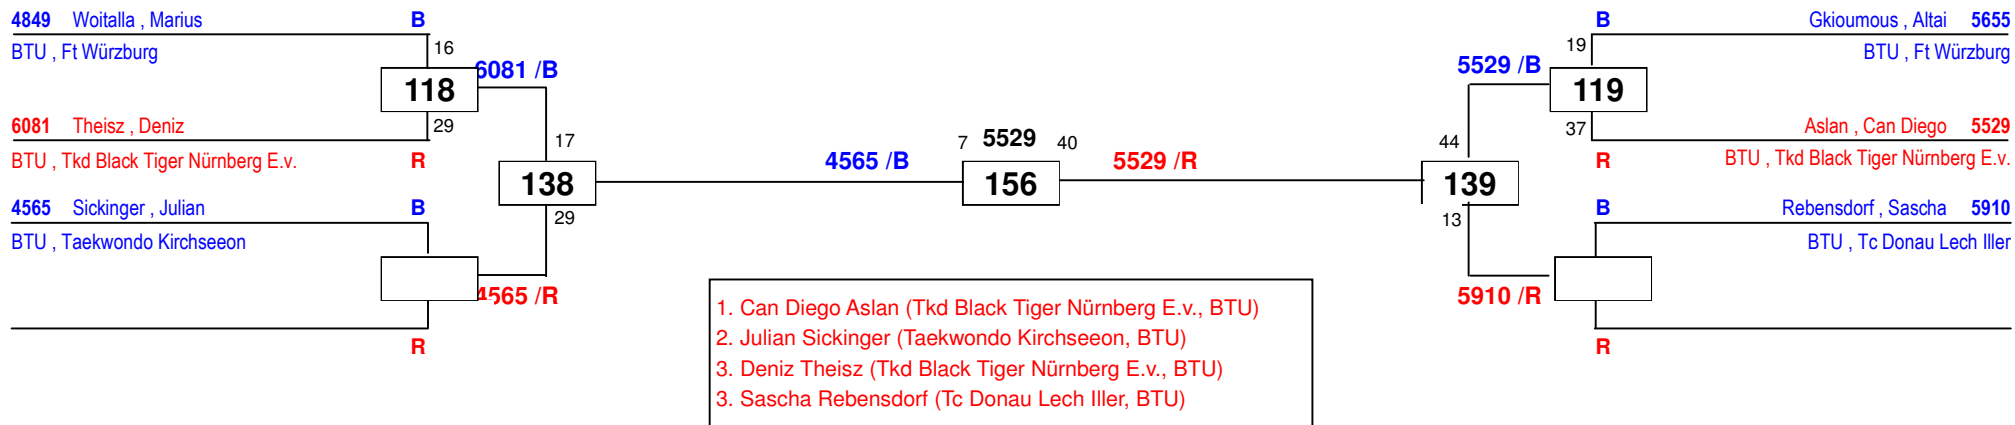 4849 Woitalla , Marius B
BTU , Ft Würzburg
16
6081 /B
118
6081 Theisz , Deniz
29
BTU , Tkd Black Tiger Nürnberg E.v. R
17
138
29
4565 Sickinger , Julian B
BTU , Taekwondo Kirchseeon
4565 /R
R
4565 /B
7 5529 40
156
5529 /R
B Gkioumous , Altai 5655
19
BTU , Ft Würzburg
5529 /B
119
37
Aslan , Can Diego 5529
R BTU , Tkd Black Tiger Nürnberg E.v.
44
139
13
B Rebensdorf , Sascha 5910
BTU , Tc Donau Lech Iller
5910 /R
R
1. Can Diego Aslan (Tkd Black Tiger Nürnberg E.v., BTU)
2. Julian Sickinger (Taekwondo Kirchseeon, BTU)
3. Deniz Theisz (Tkd Black Tiger Nürnberg E.v., BTU)
3. Sascha Rebensdorf (Tc Donau Lech Iller, BTU)